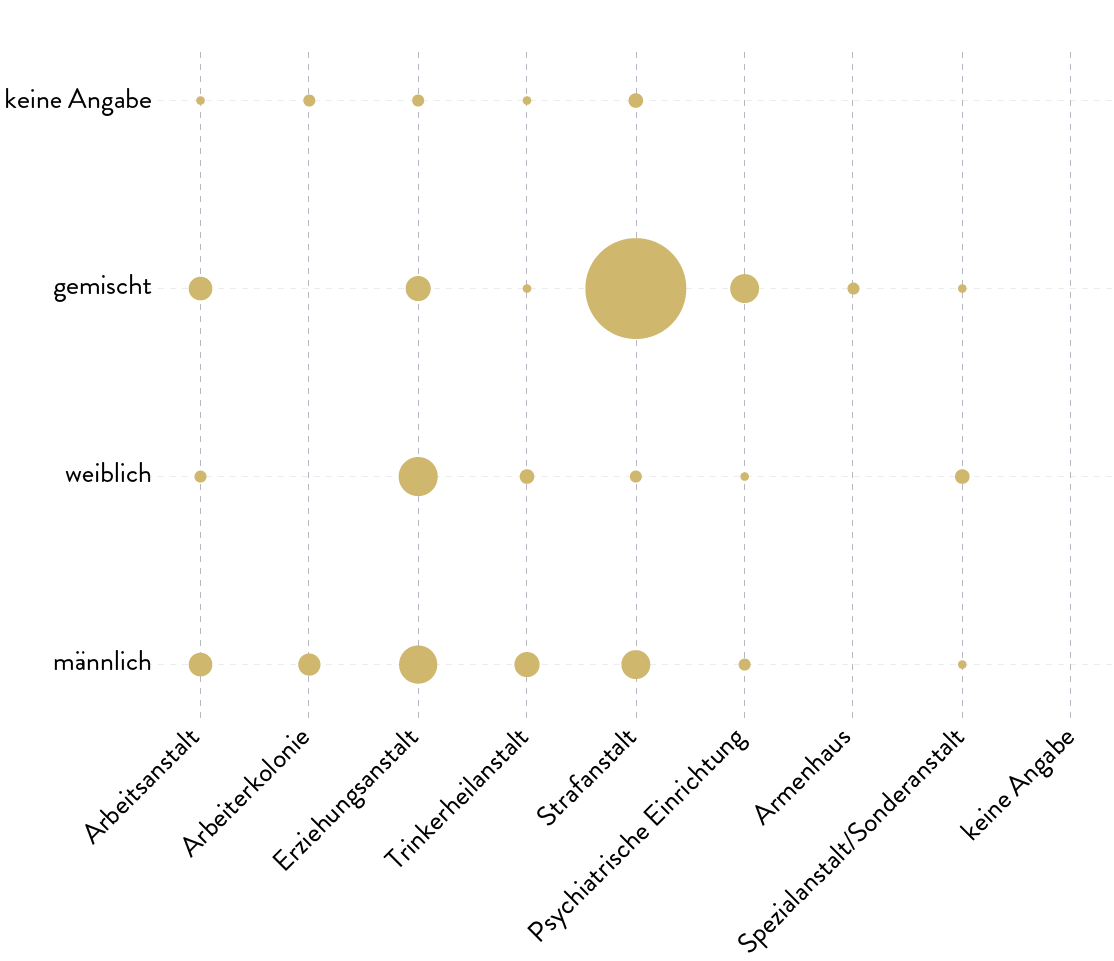 keine Angabe
gemischt
weiblich
männlich
Arbeitsanstalt
Arbeiterkolonie
Erziehungsanstalt
Trinkerheilanstalt
Strafanstalt
Psychiatrische Einrichtung
Armenhaus
Spezialanstalt/Sonderanstalt
keine Angabe